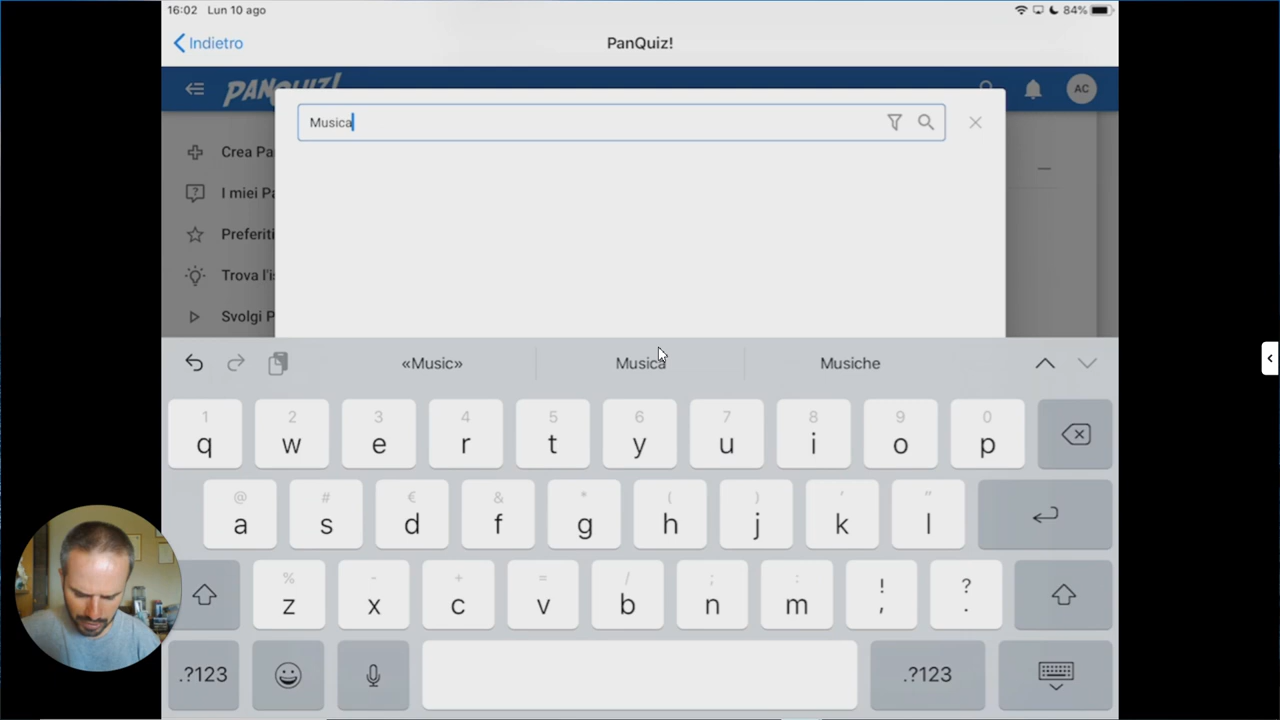 16:02 Lun 10 ago 84%
Indietro PanQuiz!
PANQUIZ! AC
Musica
Crea Pa
I miei Pa
Preferiti
Trova l'i
Svolgi P
«Music» Musica Musiche
1 2 3 4 5 6 7 8 9 0
q w e r t y u i o p
@ # € & * ( ) ' "
a s d f g h j k l
% - + = / ; : ! ?
z x c v b n m , .
.?123 .?123